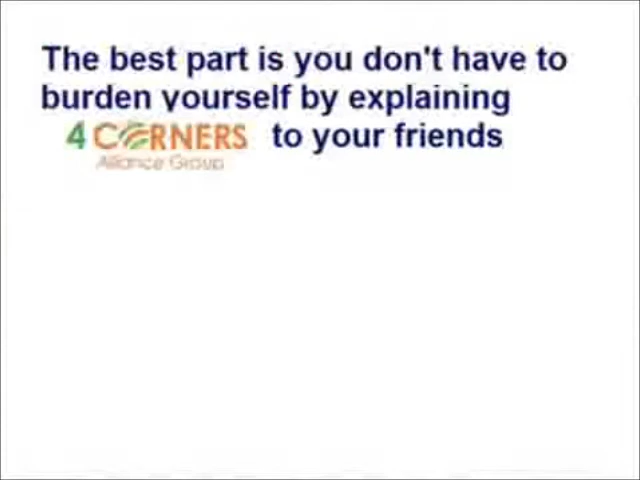 The best part is you don't have to
burden yourself by explaining
4 CORNERS to your friends
Alliance Group